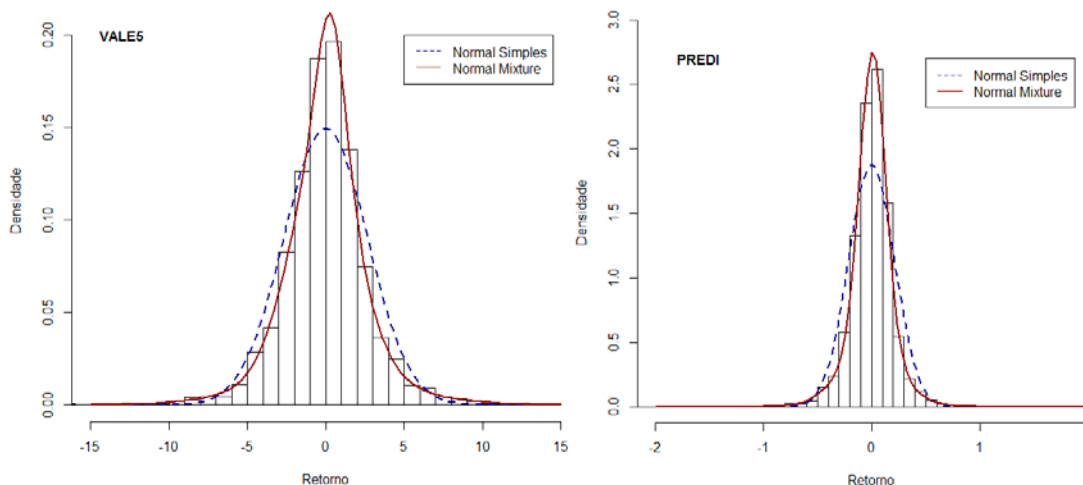 VALE5
Normal Simples
Normal Mixture
Densidade
0.20
0.15
0.10
0.05
0.00
-15
-10
-5
0
5
10
15
Retorno
PREDI
Normal Simples
Normal Mixture
Densidade
3.0
2.5
2.0
1.5
1.0
0.5
0.0
-2
-1
0
1
Retorno